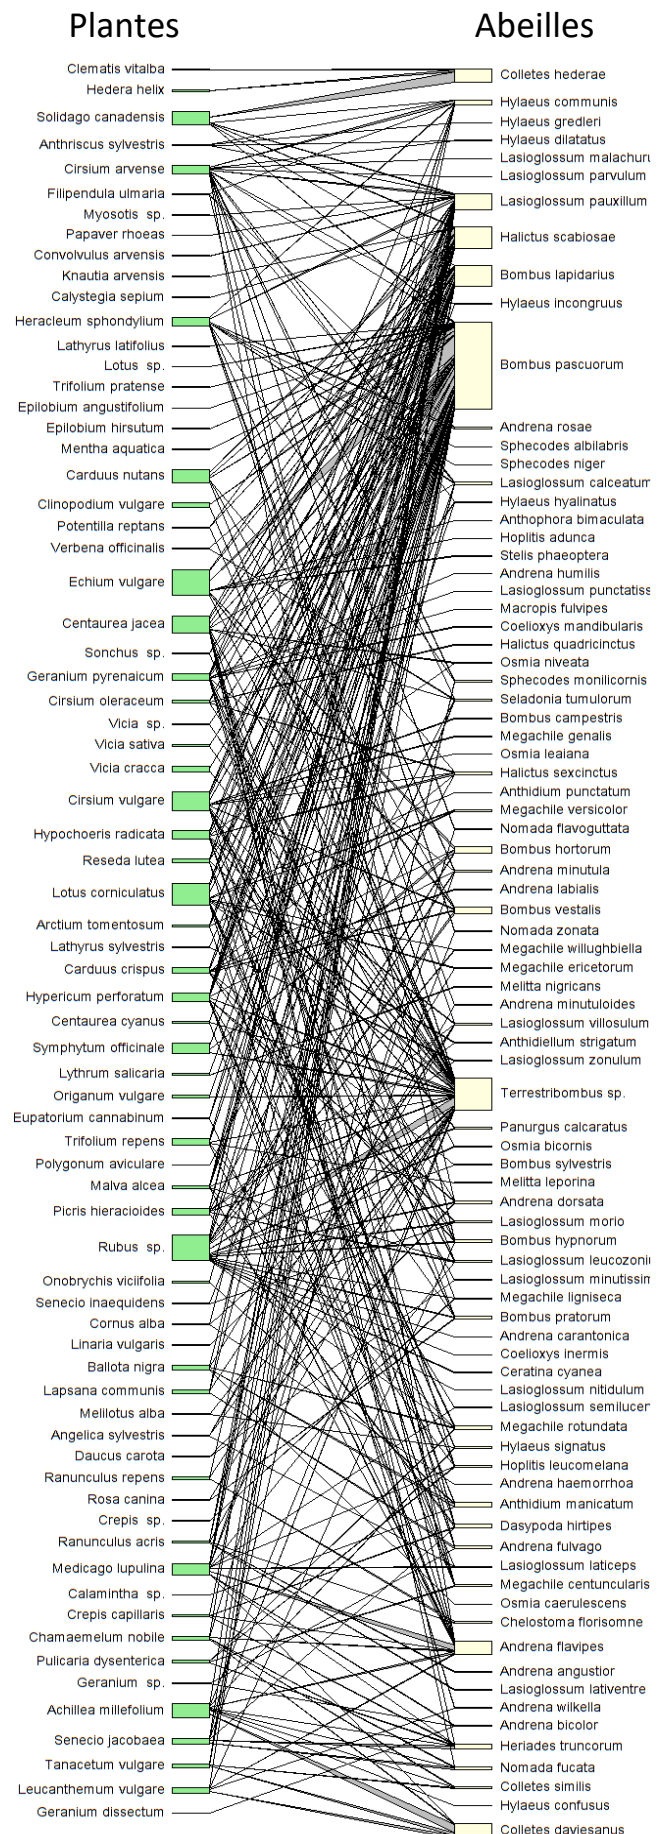 Plantes
Clematis vitalba
Hedera helix
Solidago canadensis
Anthriscus sylvestris
Cirsium arvense
Filipendula ulmaria
Myosotis sp.
Papaver rhoeas
Convolvulus arvensis
Knautia arvensis
Calystegia sepium
Heracleum sphondylium
Lathyrus latifolius
Lotus sp.
Trifolium pratense
Epilobium angustifolium
Epilobium hirsutum
Mentha aquatica
Carduus nutans
Clinopodium vulgare
Potentilla reptans
Verbena officinalis
Echium vulgare
Centaurea jacea
Sonchus sp.
Geranium pyrenaicum
Cirsium oleraceum
Vicia sp.
Vicia sativa
Vicia cracca
Cirsium vulgare
Hypochoeris radicata
Reseda lutea
Lotus corniculatus
Arctium tomentosum
Lathyrus sylvestris
Carduus crispus
Hypericum perforatum
Centaurea cyanus
Symphytum officinale
Lythrum salicaria
Origanum vulgare
Eupatorium cannabinum
Trifolium repens
Polygonum aviculare
Malva alcea
Picris hieracioides
Rubus sp.
Onobrychis viciifolia
Senecio inaequidens
Cornus alba
Linaria vulgaris
Ballota nigra
Lapsana communis
Melilotus alba
Angelica sylvestris
Daucus carota
Ranunculus repens
Rosa canina
Crepis sp.
Ranunculus acris
Medicago lupulina
Calamintha sp.
Crepis capillaris
Chamaemelum nobile
Pulicaria dysenterica
Geranium sp.
Achillea millefolium
Senecio jacobaea
Tanacetum vulgare
Leucanthemum vulgare
Geranium dissectum
Abeilles
Colletes hederae
Hylaeus communis
Hylaeus gredleri
Hylaeus dilatatus
Lasioglossum malachuru
Lasioglossum parvulum
Lasioglossum pauxillum
Halictus scabiosae
Bombus lapidarius
Hylaeus incongruus
Bombus pascuorum
Andrena rosae
Sphecodes albilabris
Sphecodes niger
Lasioglossum calceatum
Hylaeus hyalinatus
Anthophora bimaculata
Hoplitis adunca
Stelis phaeoptera
Andrena humilis
Lasioglossum punctatiss
Macropis fulvipes
Coelioxys mandibularis
Halictus quadricinctus
Osmia niveata
Sphecodes monilicornis
Seladonia tumulorum
Bombus campestris
Megachile genalis
Osmia leaiana
Halictus sexcinctus
Anthidium punctatum
Megachile versicolor
Nomada flavoguttata
Bombus hortorum
Andrena minutula
Andrena labialis
Bombus vestalis
Nomada zonata
Megachile willughbiella
Megachile ericetorum
Melitta nigricans
Andrena minutuloides
Lasioglossum villosulum
Anthidiellum strigatum
Lasioglossum zonulum
Terrestribombus sp.
Panurgus calcaratus
Osmia bicornis
Bombus sylvestris
Melitta leporina
Andrena dorsata
Lasioglossum morio
Bombus hypnorum
Lasioglossum leucozoni
Lasioglossum minutissim
Megachile ligniseca
Bombus pratorum
Andrena carantonica
Coelioxys inermis
Ceratina cyanea
Lasioglossum nitidulum
Lasioglossum semilucer
Megachile rotundata
Hylaeus signatus
Hoplitis leucomelana
Andrena haemorrhoa
Anthidium manicatum
Dasypoda hirtipes
Andrena fulvago
Lasioglossum laticeps
Megachile centuncularis
Osmia caerulescens
Chelostoma florisomne
Andrena flavipes
Andrena angustior
Lasioglossum lativentre
Andrena wilkella
Andrena bicolor
Heriades truncorum
Nomada fucata
Colletes similis
Hylaeus confusus
Colletes daviesanus